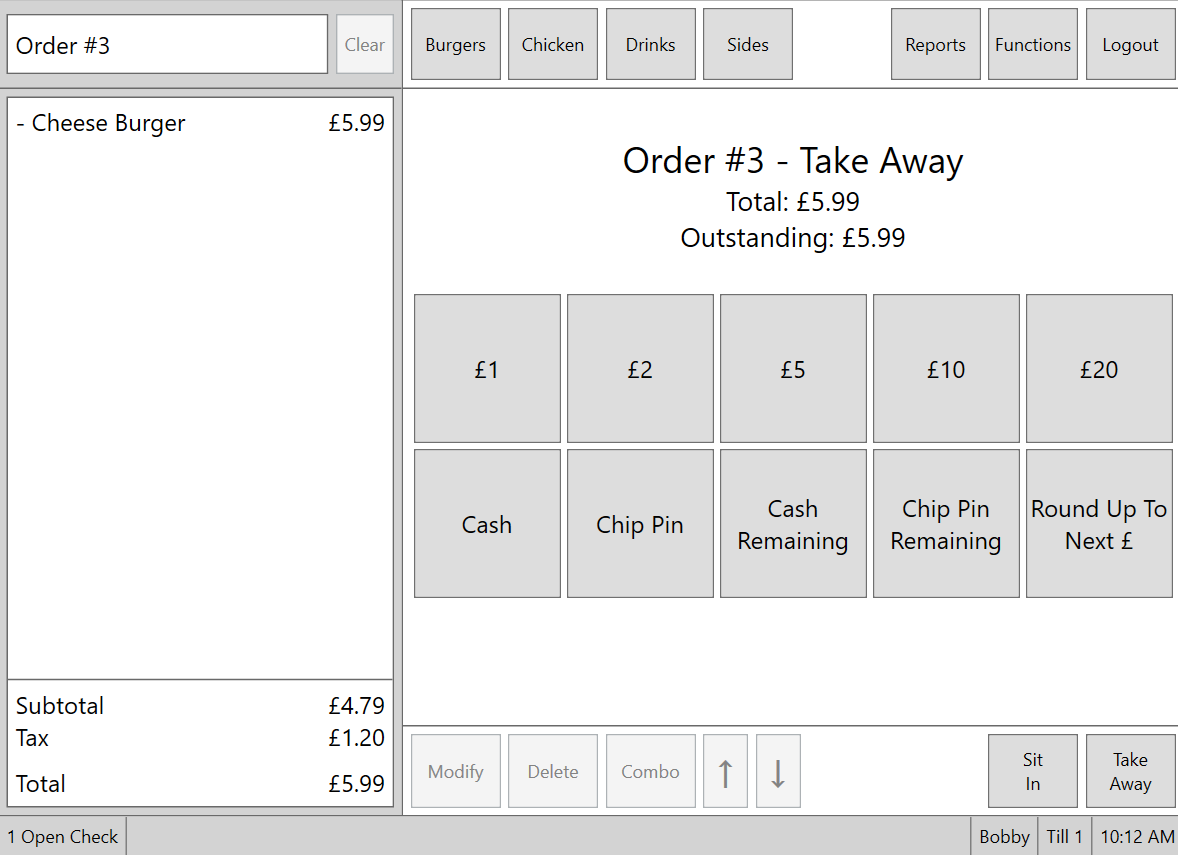 Order #3
Clear
Burgers
Chicken
Drinks
Sides
Reports
Functions
Logout
- Cheese Burger £5.99
Subtotal £4.79
Tax £1.20
Total £5.99
Order #3 - Take Away
Total: £5.99
Outstanding: £5.99
£1
£2
£5
£10
£20
Cash
Chip Pin
Cash
Remaining
Chip Pin
Remaining
Round Up To
Next £
Modify
Delete
Combo
↑
↓
Sit
In
Take
Away
1 Open Check
Bobby
Till 1
10:12 AM